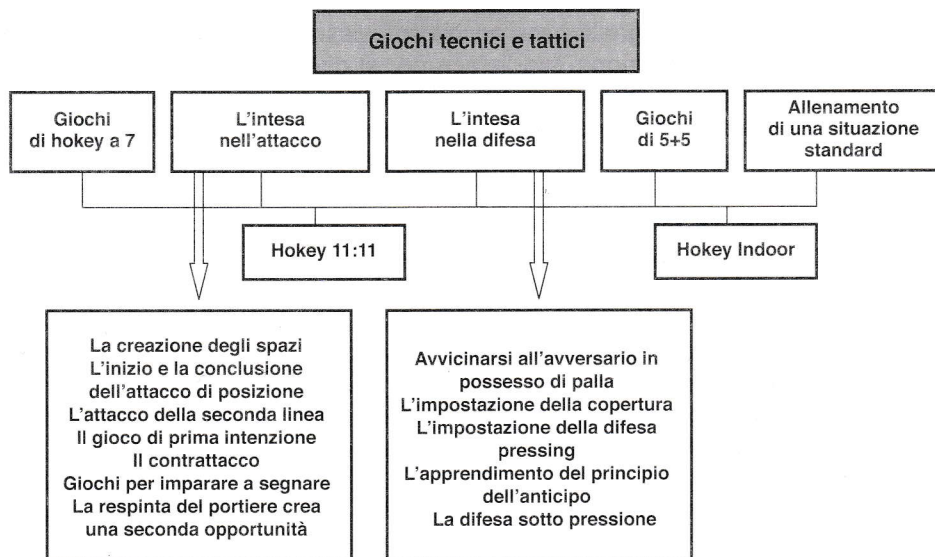 Giochi tecnici e tattici
Giochi
di hokey a 7
L'intesa
nell'attacco
L'intesa
nella difesa
Giochi
di 5+5
Allenamento
di una situazione
standard
Hokey 11:11
Hokey Indoor
La creazione degli spazi
L'inizio e la conclusione
dell'attacco di posizione
L'attacco della seconda linea
Il gioco di prima intenzione
Il contrattacco
Giochi per imparare a segnare
La respinta del portiere crea
una seconda opportunità
Avvicinarsi all'avversario in
possesso di palla
L'impostazione della copertura
L'impostazione della difesa
pressing
L'apprendimento del principio
dell'anticipo
La difesa sotto pressione